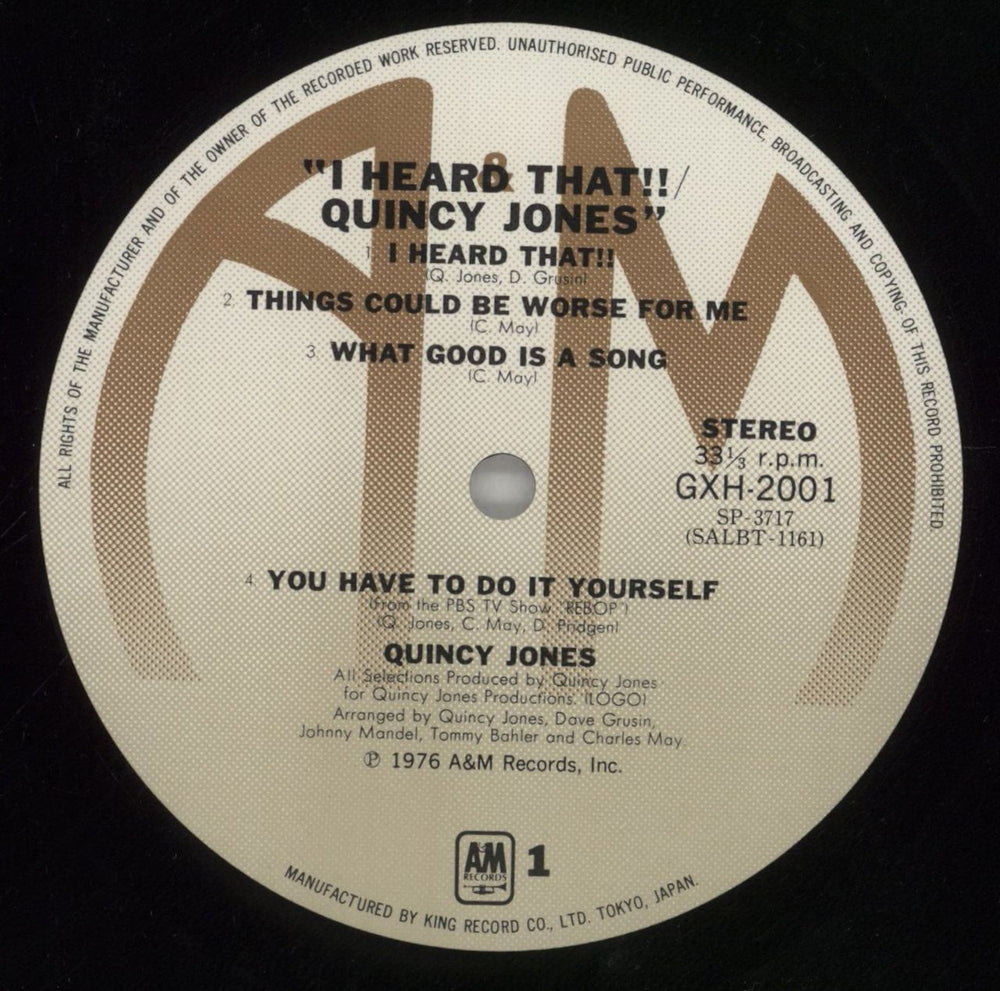 ALL RIGHTS OF THE MANUFACTURER AND OF THE OWNER OF THE RECORDED WORK RESERVED. UNAUTHORISED PUBLIC PERFORMANCE, BROADCASTING AND COPYING OF THIS RECORD PROHIBITED.
A & M
"I HEARD THAT!!/
QUINCY JONES"
1 I HEARD THAT!!
(Q. Jones, D. Grusin)
2 THINGS COULD BE WORSE FOR ME
(C. May)
3 WHAT GOOD IS A SONG
(C. May)
STEREO
33⅓ r.p.m.
GXH-2001
SP-3717
(SALBT-1161)
4 YOU HAVE TO DO IT YOURSELF
(from the PBS TV Show, "REBOP")
(Q. Jones, C. May, D. Pridgen)
QUINCY JONES
All Selections Produced by Quincy Jones
for Quincy Jones Productions. (LOGO)
Arranged by Quincy Jones, Dave Grusin,
Johnny Mandel, Tommy Bahler and Charles May.
℗ 1976 A&M Records, Inc.
AM
RECORDS
1
MANUFACTURED BY KING RECORD CO., LTD. TOKYO, JAPAN.